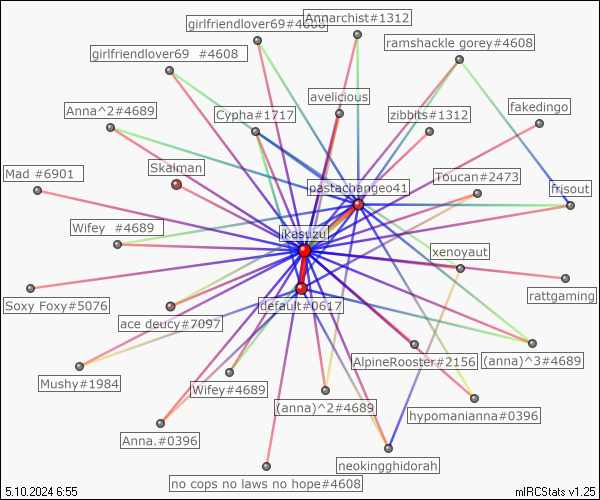 girlfriendlover69 #4608
Annarchist#1312
girlfriendlover69  #4608
ramshackle gorey#4608
avelicious
Anna^2#4689
Cypha#1717
zibbits#1312
fakedingo
Mad #6901
Skalman
Toucan#2473
pastachangeo41
frisout
Wifey  #4689
ikasuzu
xenoyaut
rattgaming
Soxy Foxy#5076
default#0617
ace deucy#7097
AlpineRooster#2156
(anna)^3#4689
Mushy#1984
Wifey#4689
(anna)^2#4689
hypomanianna#0396
Anna.#0396
neokingghidorah
no cops no laws no hope#4608
5.10.2024 6:55
mIRCStats v1.25